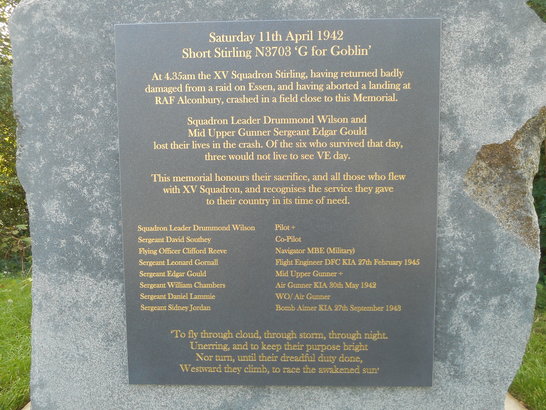 Saturday 11th April 1942
Short Stirling N3703 ‘G for Goblin’
At 4.35am the XV Squadron Stirling, having returned badly
damaged from a raid on Essen, and having aborted a landing at
RAF Alconbury, crashed in a field close to this Memorial.
Squadron Leader Drummond Wilson and
Mid Upper Gunner Sergeant Edgar Gould
lost their lives in the crash. Of the six who survived that day,
three would not live to see VE day.
This memorial honours their sacrifice, and all those who flew
with XV Squadron, and recognises the service they gave
to their country in its time of need.
Squadron Leader Drummond Wilson Pilot +
Sergeant David Southey Co-Pilot
Flying Officer Clifford Reeve Navigator MBE (Military)
Sergeant Leonard Gornall Flight Engineer DFC KIA 27th February 1945
Sergeant Edgar Gould Mid Upper Gunner +
Sergeant William Chambers Air Gunner KIA 30th May 1942
Sergeant Daniel Lammie WO/ Air Gunner
Sergeant Sidney Jordan Bomb Aimer KIA 27th September 1943
‘To fly through cloud, through storm, through night.
Unerring, and to keep their purpose bright
Nor turn, until their dreadful duty done,
Westward they climb, to race the awakened sun’